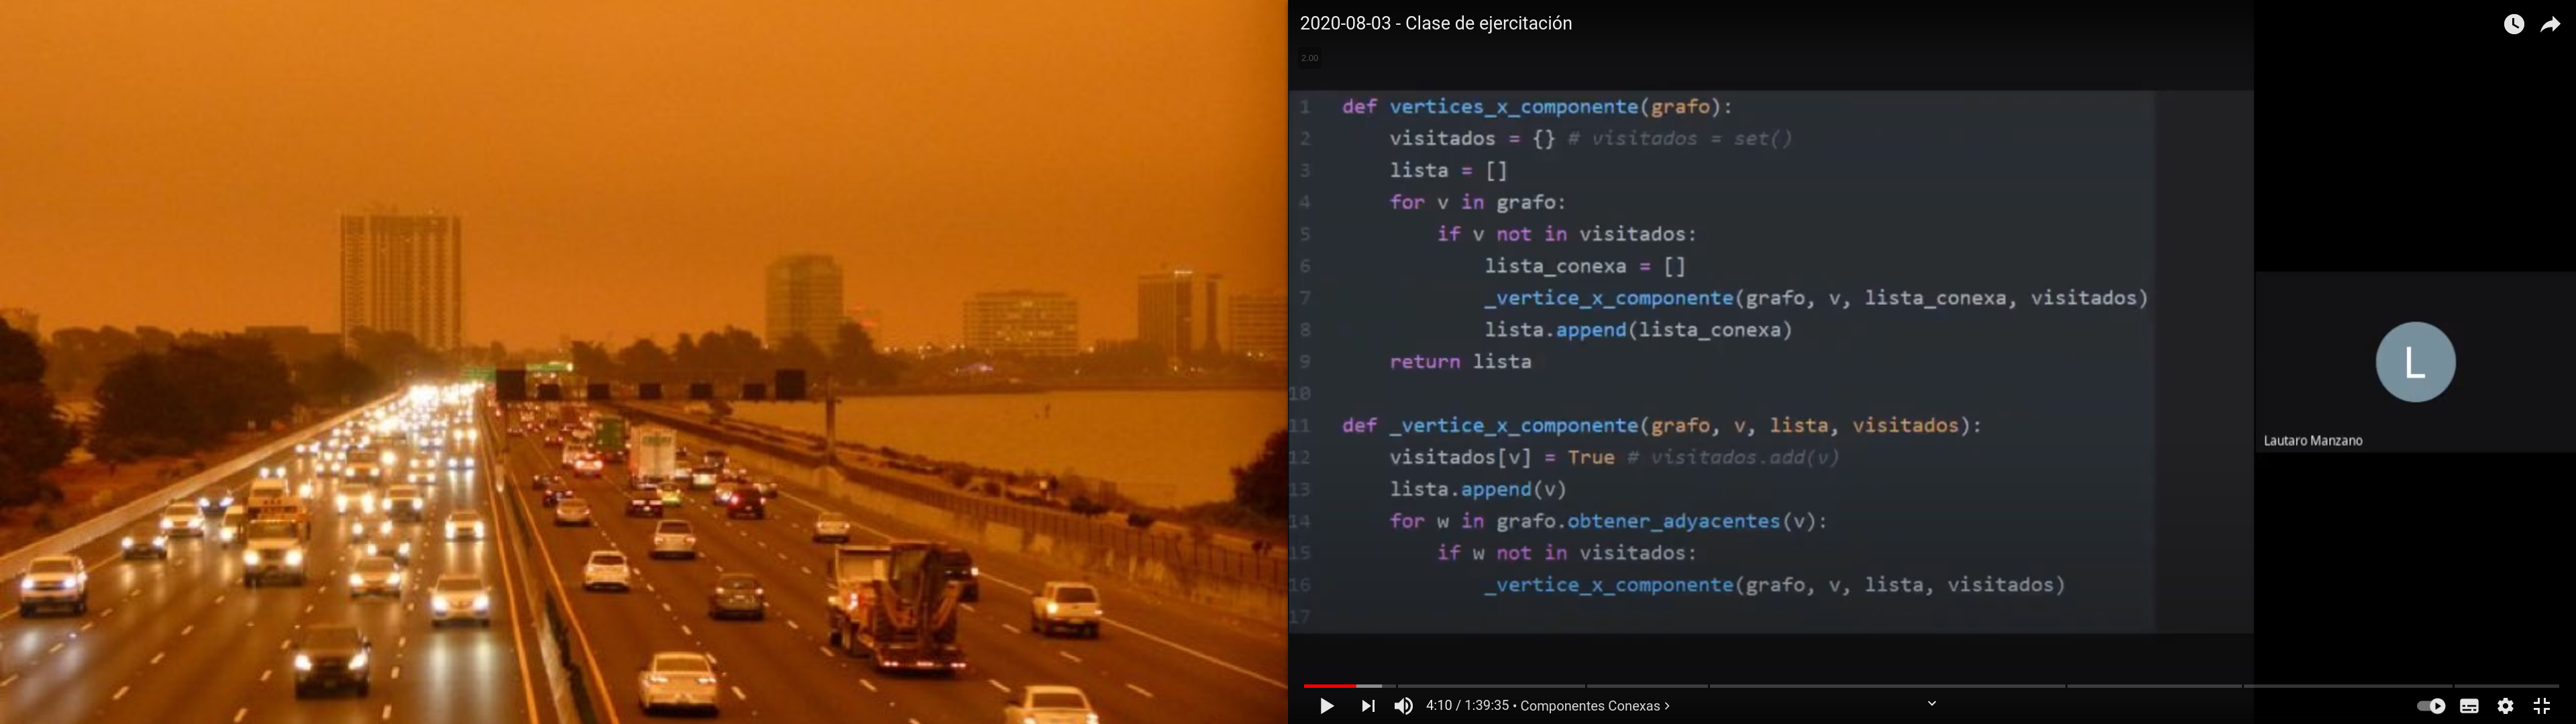 2020-08-03 - Clase de ejercitación
2.00
1 def vertices_x_componente(grafo):
2     visitados = {} # visitados = set()
3     lista = []
4     for v in grafo:
5         if v not in visitados:
6             lista_conexa = []
7             _vertice_x_componente(grafo, v, lista_conexa, visitados)
8             lista.append(lista_conexa)
9     return lista
10
11 def _vertice_x_componente(grafo, v, lista, visitados):
12     visitados[v] = True # visitados.add(v)
13     lista.append(v)
14     for w in grafo.obtener_adyacentes(v):
15         if w not in visitados:
16             _vertice_x_componente(grafo, v, lista, visitados)
17
L
Lautaro Manzano
4:10 / 1:39:35 • Componentes Conexas >